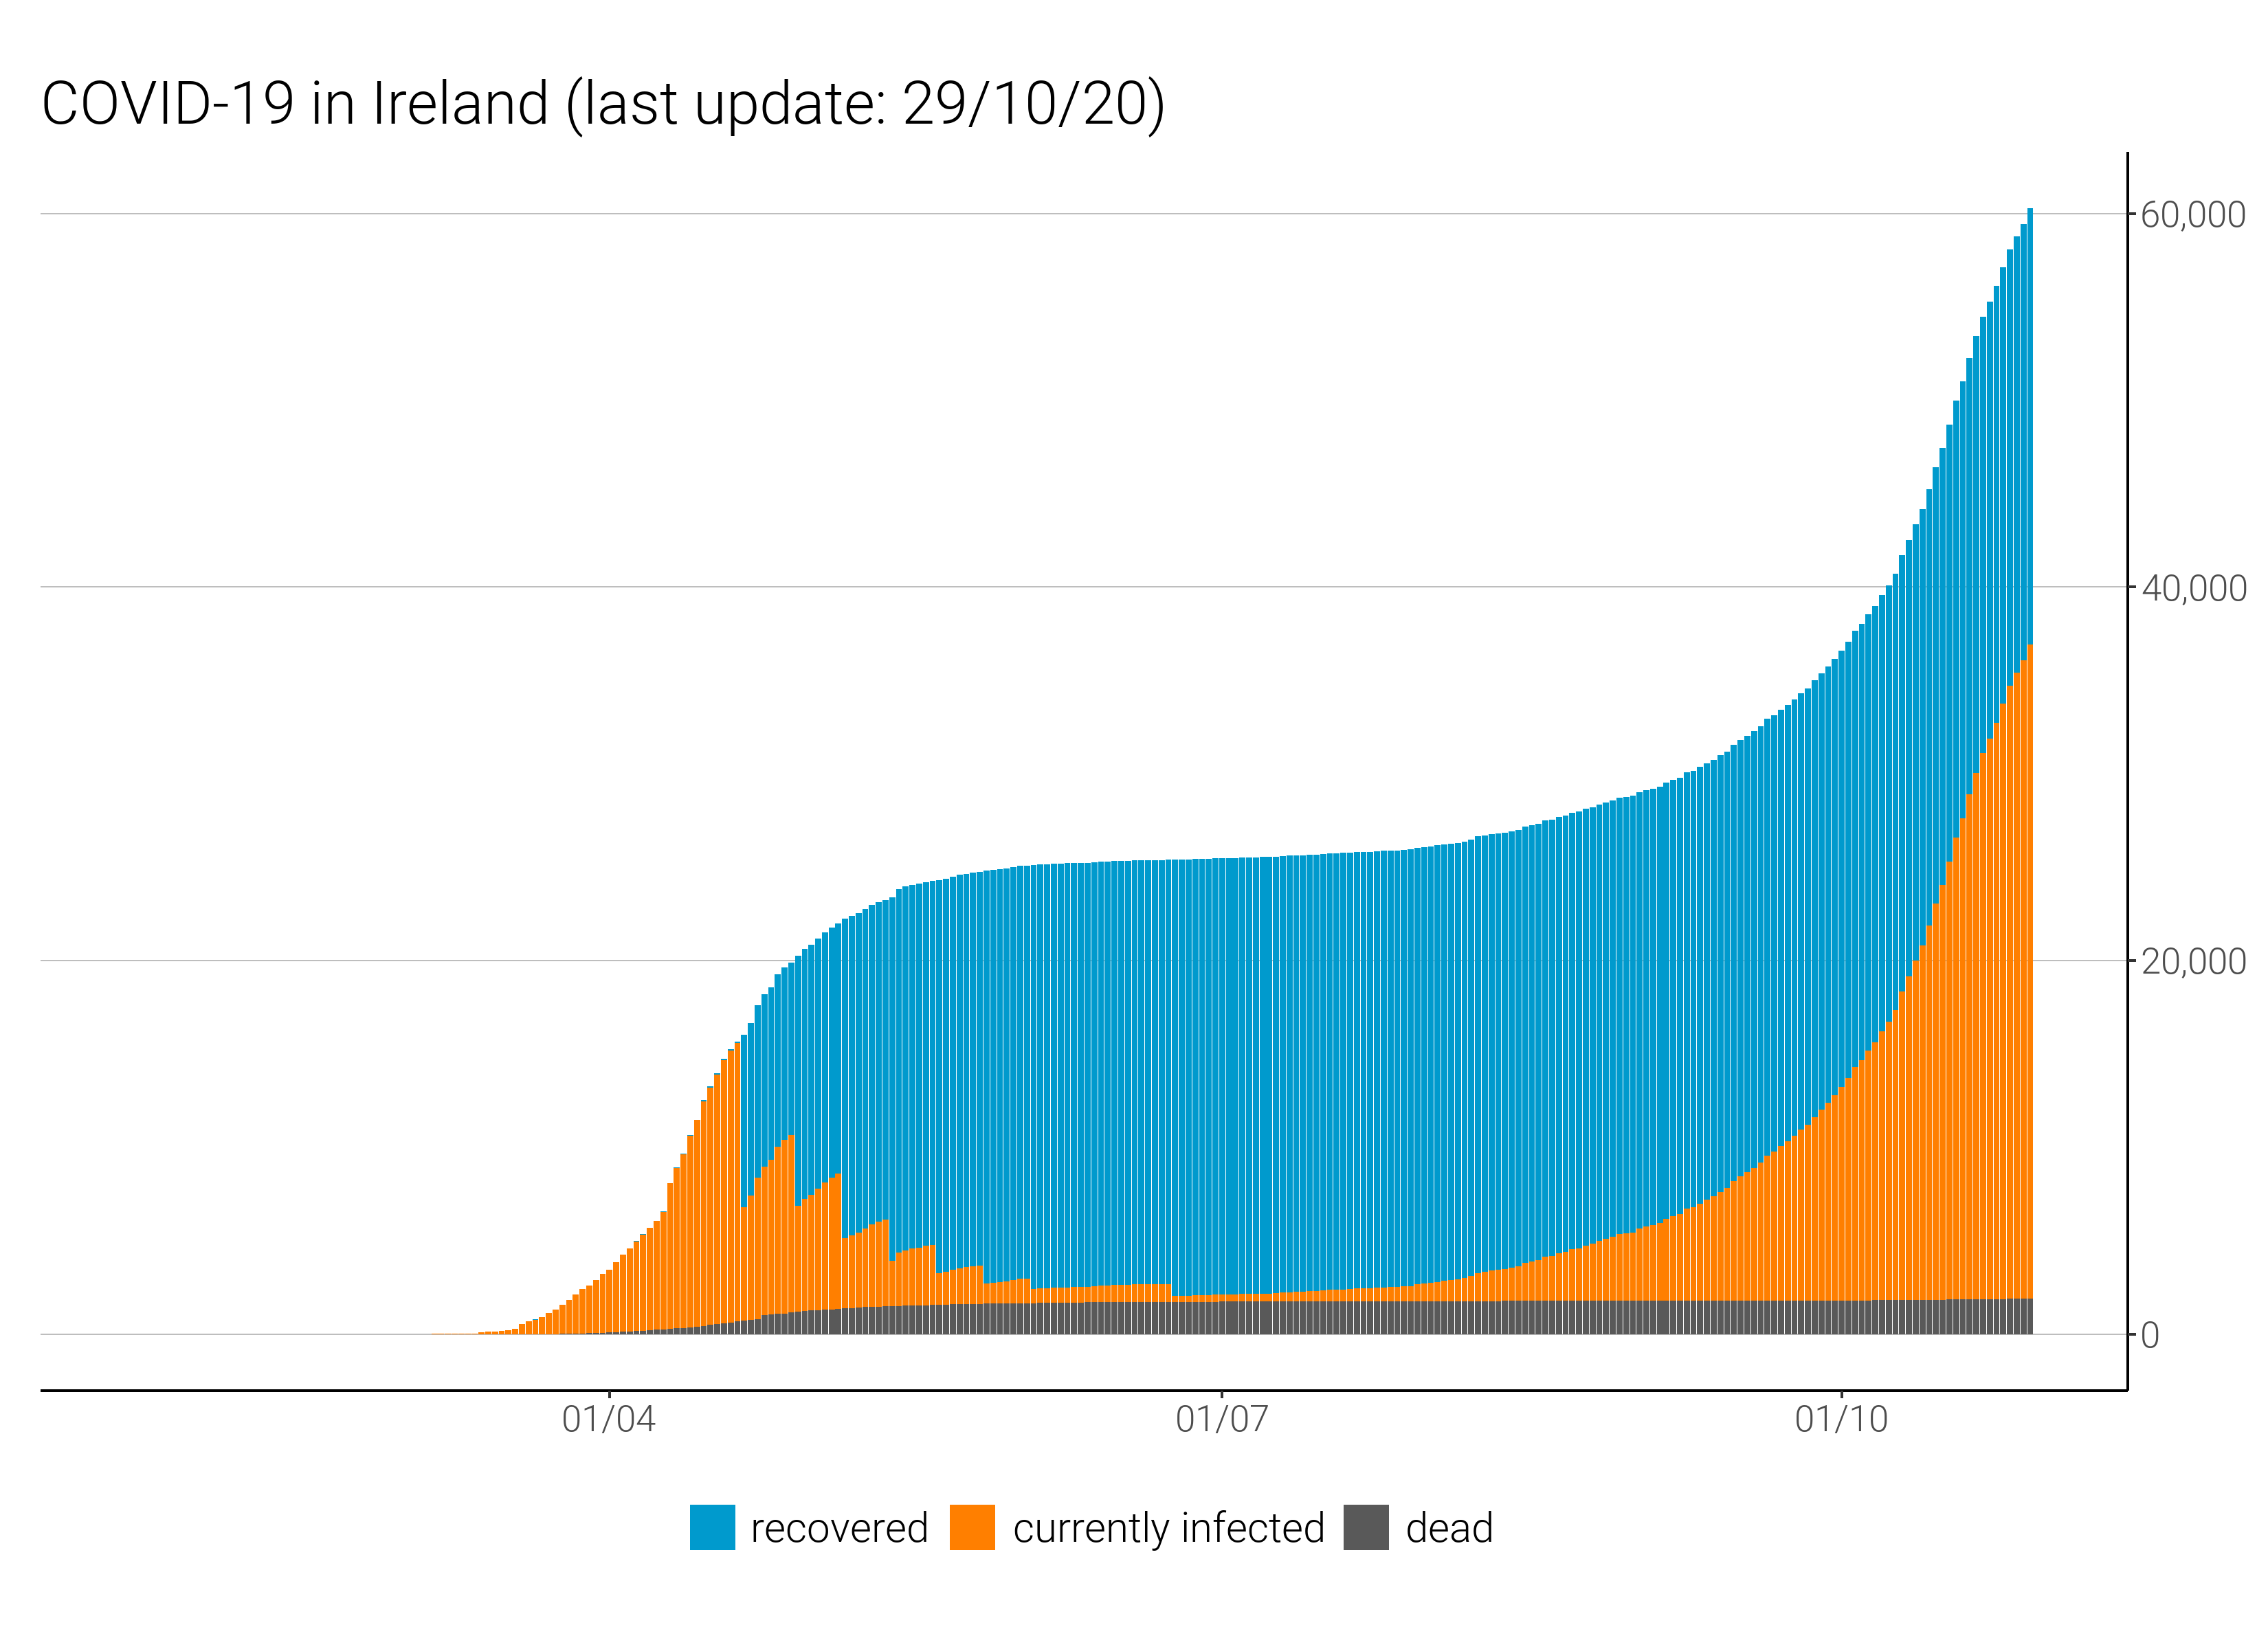 COVID-19 in Ireland (last update: 29/10/20)
60,000
40,000
20,000
0
01/04 01/07 01/10
recovered currently infected dead